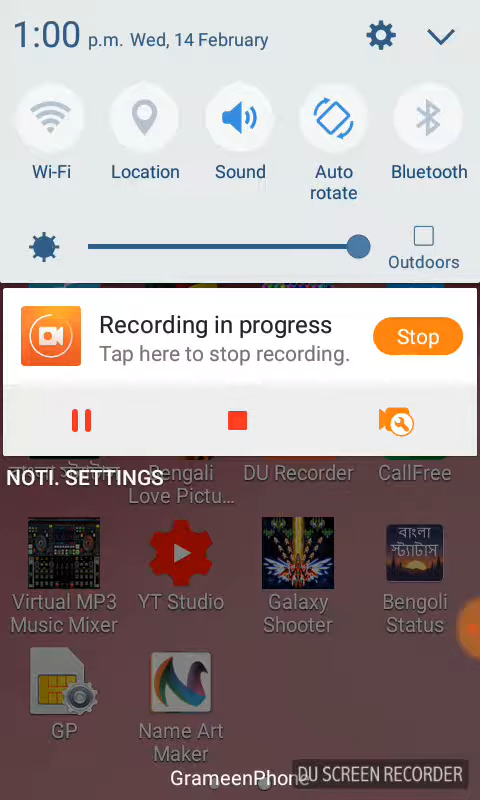 1:00 p.m. Wed, 14 February
Wi-Fi
Location
Sound
Auto
rotate
Bluetooth
Outdoors
Recording in progress
Tap here to stop recording.
Stop
বাংলা স্ট্যাটাস
Bengali
Love Pictu...
DU Recorder
CallFree
NOTI. SETTINGS
বাংলা
স্ট্যাটাস
Virtual MP3
Music Mixer
YT Studio
Galaxy
Shooter
Bengoli
Status
GP
Name Art
Maker
GrameenPhone
DU SCREEN RECORDER